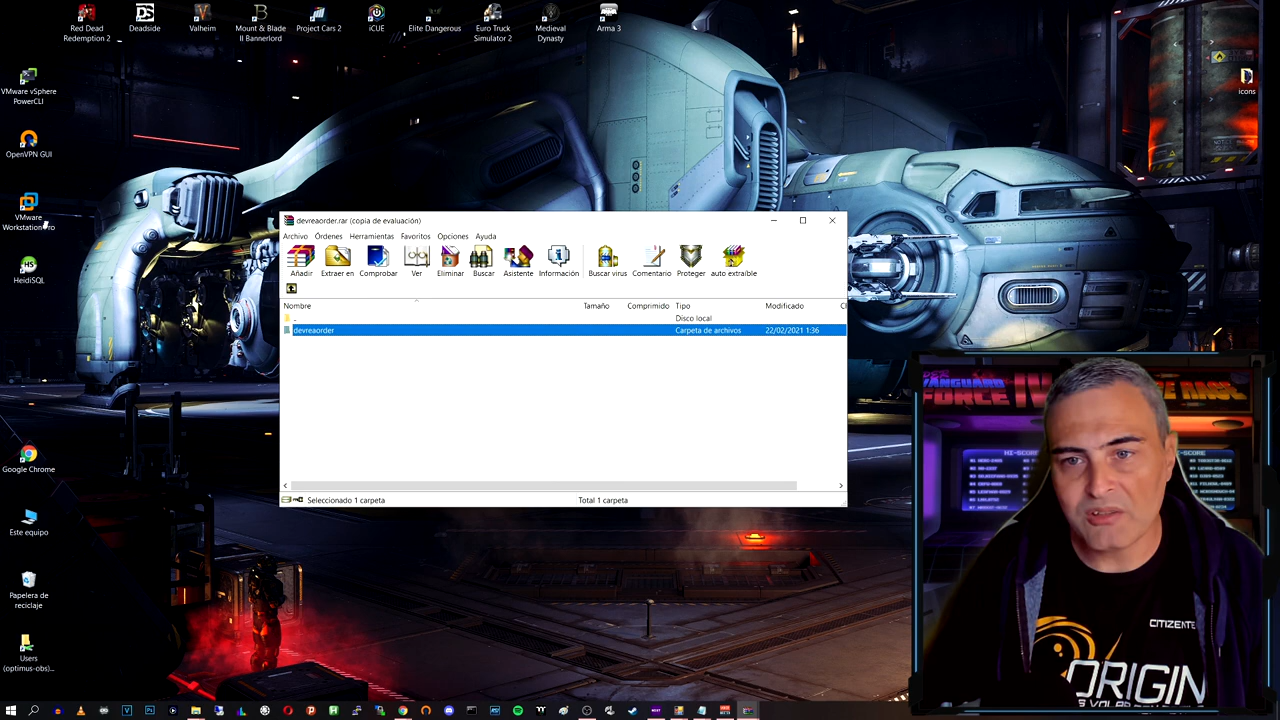 Red Dead
Redemption 2
Deadside
Valheim
Mount & Blade
II Bannerlord
Project Cars 2
iCUE
Elite Dangerous
Euro Truck
Simulator 2
Medieval
Dynasty
Arma 3
VMware vSphere
PowerCLI
icons
OpenVPN GUI
VMware
Workstation Pro
HeidiSQL
Google Chrome
Este equipo
Papelera de
reciclaje
Users
(optimus-obs)...
devreaorder.rar (copia de evaluación)
Archivo Órdenes Herramientas Favoritos Opciones Ayuda
Añadir Extraer en Comprobar Ver Eliminar Buscar Asistente Información Buscar virus Comentario Proteger auto extraíble
Nombre Tamaño Comprimido Tipo Modificado
.. Disco local
devreaorder Carpeta de archivos 22/02/2021 1:36
Seleccionado 1 carpeta Total 1 carpeta
VANGUARD
FORCE IV
HI-SCORE
CITIZENTE
ORIGIN